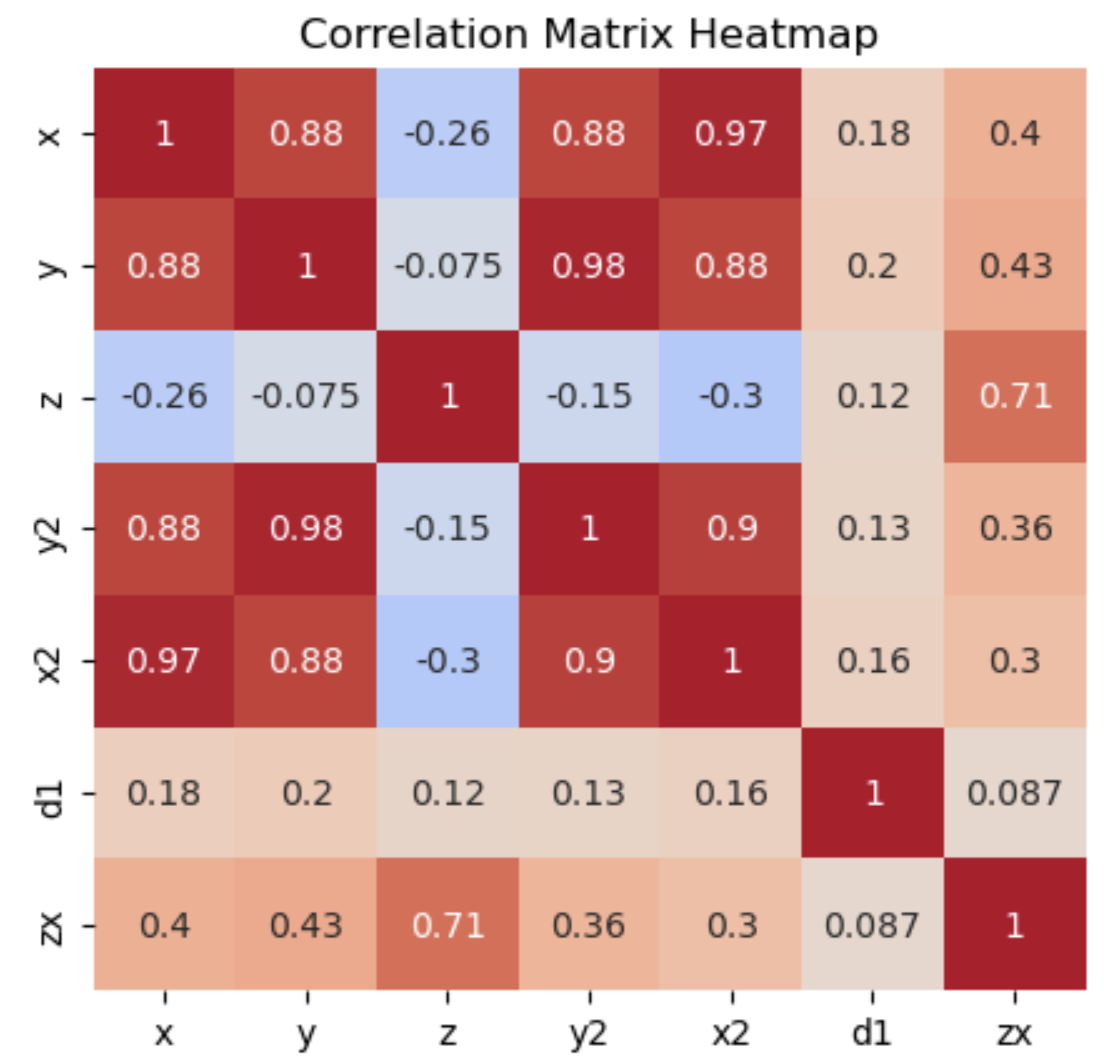 Correlation Matrix Heatmap
x 1 0.88 -0.26 0.88 0.97 0.18 0.4
y 0.88 1 -0.075 0.98 0.88 0.2 0.43
z -0.26 -0.075 1 -0.15 -0.3 0.12 0.71
y2 0.88 0.98 -0.15 1 0.9 0.13 0.36
x2 0.97 0.88 -0.3 0.9 1 0.16 0.3
d1 0.18 0.2 0.12 0.13 0.16 1 0.087
zx 0.4 0.43 0.71 0.36 0.3 0.087 1
x y z y2 x2 d1 zx